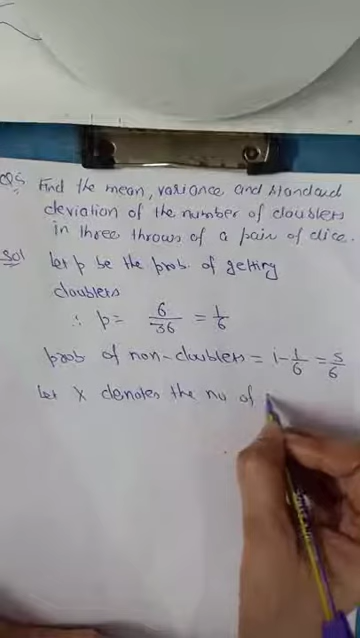 Q5 Find the mean, variance and standard
deviation of the number of doublets
in three throws of a pair of dice.
Sol let p be the prob. of getting
doublets
∴ p = 6/36 = 1/6
prob of non-doublets = 1 - 1/6 = 5/6
let X denotes the no of